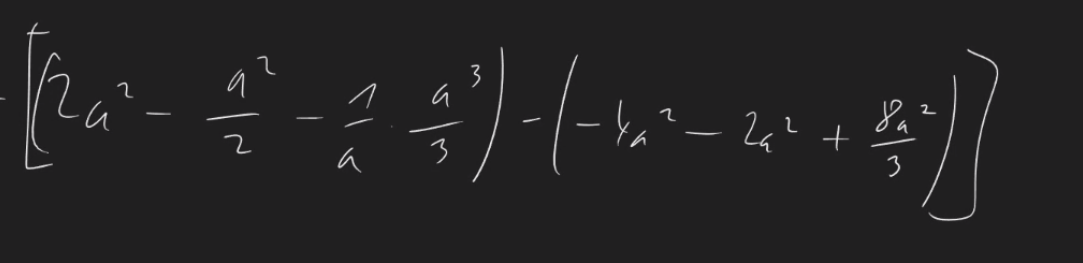 -[(2a² - a²/2 - 1/a · a³/3) - (-4a² - 2a² + 8a²/3)]